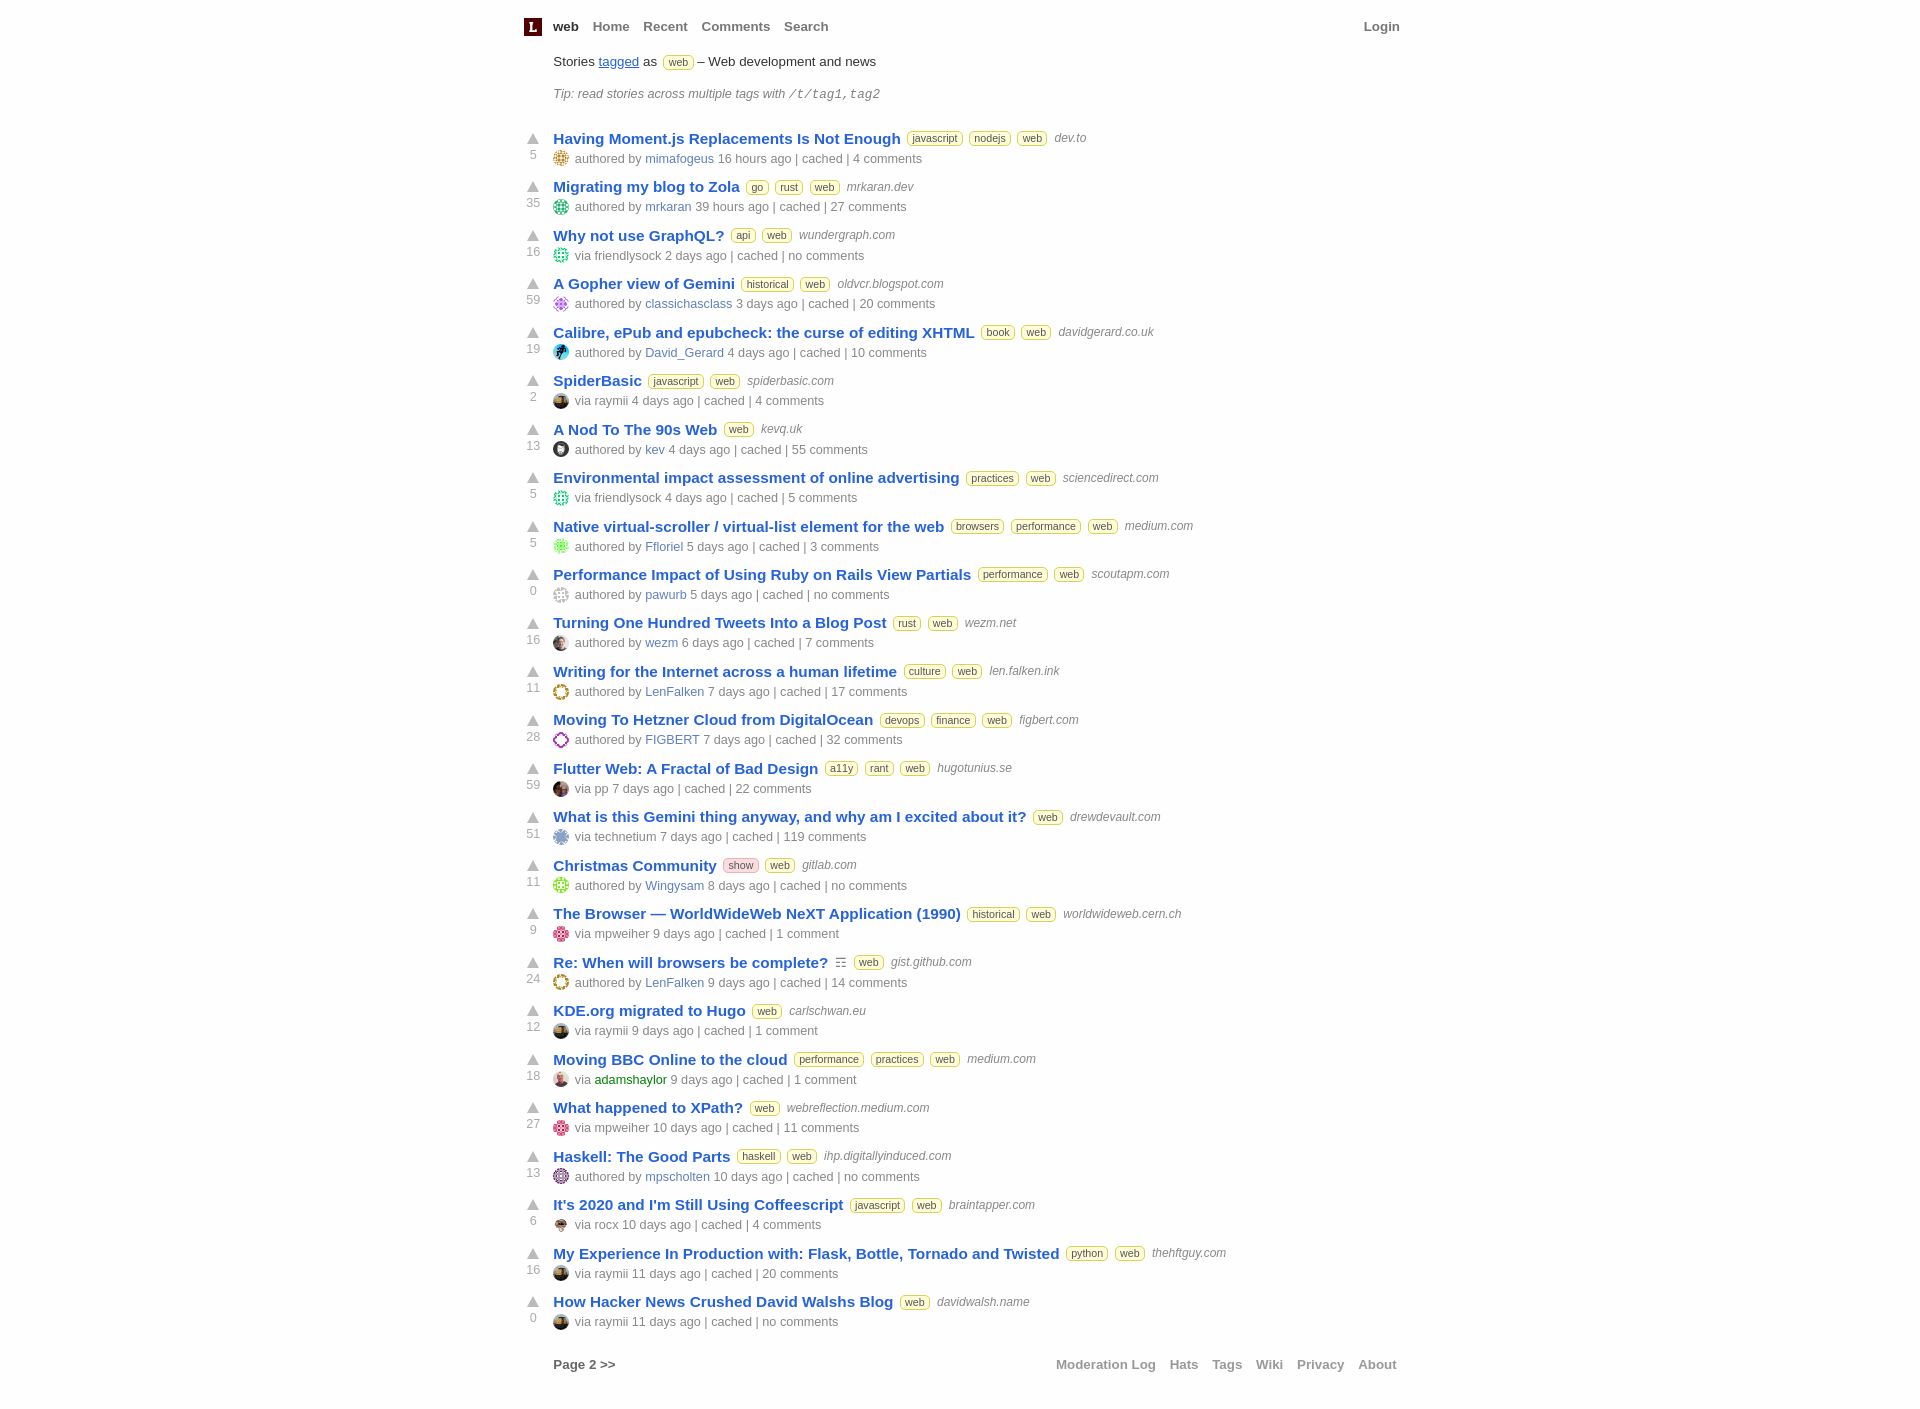 L web Home Recent Comments Search Login
Stories tagged as web – Web development and news
Tip: read stories across multiple tags with /t/tag1,tag2
Having Moment.js Replacements Is Not Enough javascript nodejs web dev.to
5 authored by mimafogeus 16 hours ago | cached | 4 comments
Migrating my blog to Zola go rust web mrkaran.dev
35 authored by mrkaran 39 hours ago | cached | 27 comments
Why not use GraphQL? api web wundergraph.com
16 via friendlysock 2 days ago | cached | no comments
A Gopher view of Gemini historical web oldvcr.blogspot.com
59 authored by classichasclass 3 days ago | cached | 20 comments
Calibre, ePub and epubcheck: the curse of editing XHTML book web davidgerard.co.uk
19 authored by David_Gerard 4 days ago | cached | 10 comments
SpiderBasic javascript web spiderbasic.com
2 via raymii 4 days ago | cached | 4 comments
A Nod To The 90s Web web kevq.uk
13 authored by kev 4 days ago | cached | 55 comments
Environmental impact assessment of online advertising practices web sciencedirect.com
5 via friendlysock 4 days ago | cached | 5 comments
Native virtual-scroller / virtual-list element for the web browsers performance web medium.com
5 authored by Ffloriel 5 days ago | cached | 3 comments
Performance Impact of Using Ruby on Rails View Partials performance web scoutapm.com
0 authored by pawurb 5 days ago | cached | no comments
Turning One Hundred Tweets Into a Blog Post rust web wezm.net
16 authored by wezm 6 days ago | cached | 7 comments
Writing for the Internet across a human lifetime culture web len.falken.ink
11 authored by LenFalken 7 days ago | cached | 17 comments
Moving To Hetzner Cloud from DigitalOcean devops finance web figbert.com
28 authored by FIGBERT 7 days ago | cached | 32 comments
Flutter Web: A Fractal of Bad Design a11y rant web hugotunius.se
59 via pp 7 days ago | cached | 22 comments
What is this Gemini thing anyway, and why am I excited about it? web drewdevault.com
51 via technetium 7 days ago | cached | 119 comments
Christmas Community show web gitlab.com
11 authored by Wingysam 8 days ago | cached | no comments
The Browser — WorldWideWeb NeXT Application (1990) historical web worldwideweb.cern.ch
9 via mpweiher 9 days ago | cached | 1 comment
Re: When will browsers be complete? ☶ web gist.github.com
24 authored by LenFalken 9 days ago | cached | 14 comments
KDE.org migrated to Hugo web carlschwan.eu
12 via raymii 9 days ago | cached | 1 comment
Moving BBC Online to the cloud performance practices web medium.com
18 via adamshaylor 9 days ago | cached | 1 comment
What happened to XPath? web webreflection.medium.com
27 via mpweiher 10 days ago | cached | 11 comments
Haskell: The Good Parts haskell web ihp.digitallyinduced.com
13 authored by mpscholten 10 days ago | cached | no comments
It's 2020 and I'm Still Using Coffeescript javascript web braintapper.com
6 via rocx 10 days ago | cached | 4 comments
My Experience In Production with: Flask, Bottle, Tornado and Twisted python web thehftguy.com
16 via raymii 11 days ago | cached | 20 comments
How Hacker News Crushed David Walshs Blog web davidwalsh.name
0 via raymii 11 days ago | cached | no comments
Page 2 >> Moderation Log Hats Tags Wiki Privacy About